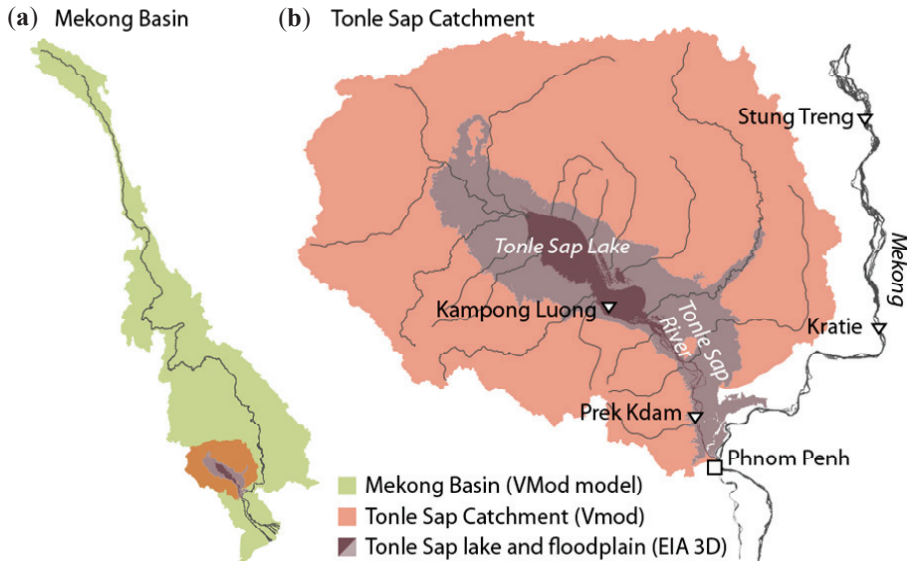 (a) Mekong Basin
(b) Tonle Sap Catchment
Stung Treng
Mekong
Tonle Sap Lake
Kampong Luong
Tonle Sap
River
Kratie
Prek Kdam
Phnom Penh
Mekong Basin (VMod model)
Tonle Sap Catchment (Vmod)
Tonle Sap lake and floodplain (EIA 3D)